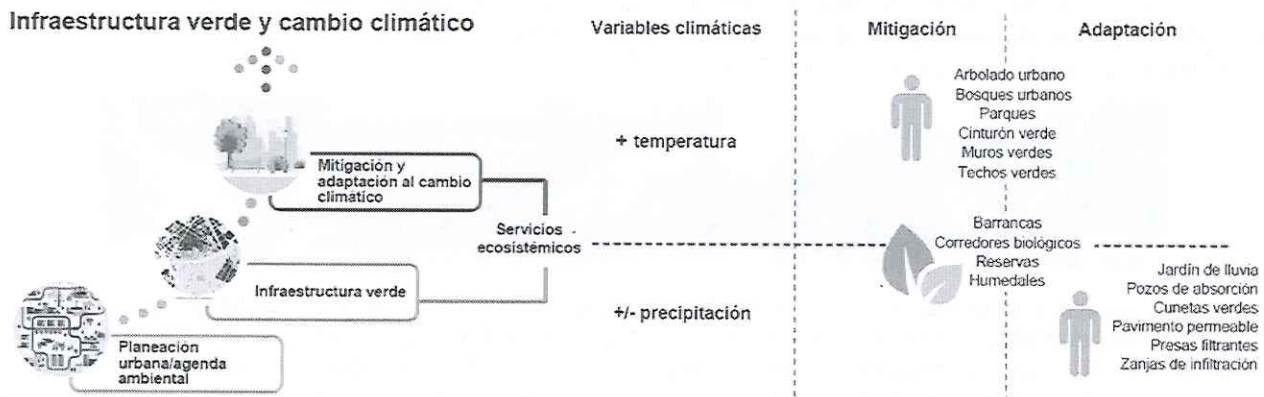 Infraestructura verde y cambio climático
Variables climáticas
Mitigación
Adaptación
Mitigación y
adaptación al cambio
climático
Infraestructura verde
Planeación
urbana/agenda
ambiental
Servicios
ecosistémicos
+ temperatura
+/- precipitación
Arbolado urbano
Bosques urbanos
Parques
Cinturón verde
Muros verdes
Techos verdes
Barrancas
Corredores biológicos
Reservas
Humedales
Jardín de lluvia
Pozos de absorción
Cunetas verdes
Pavimento permeable
Presas filtrantes
Zanjas de infiltración